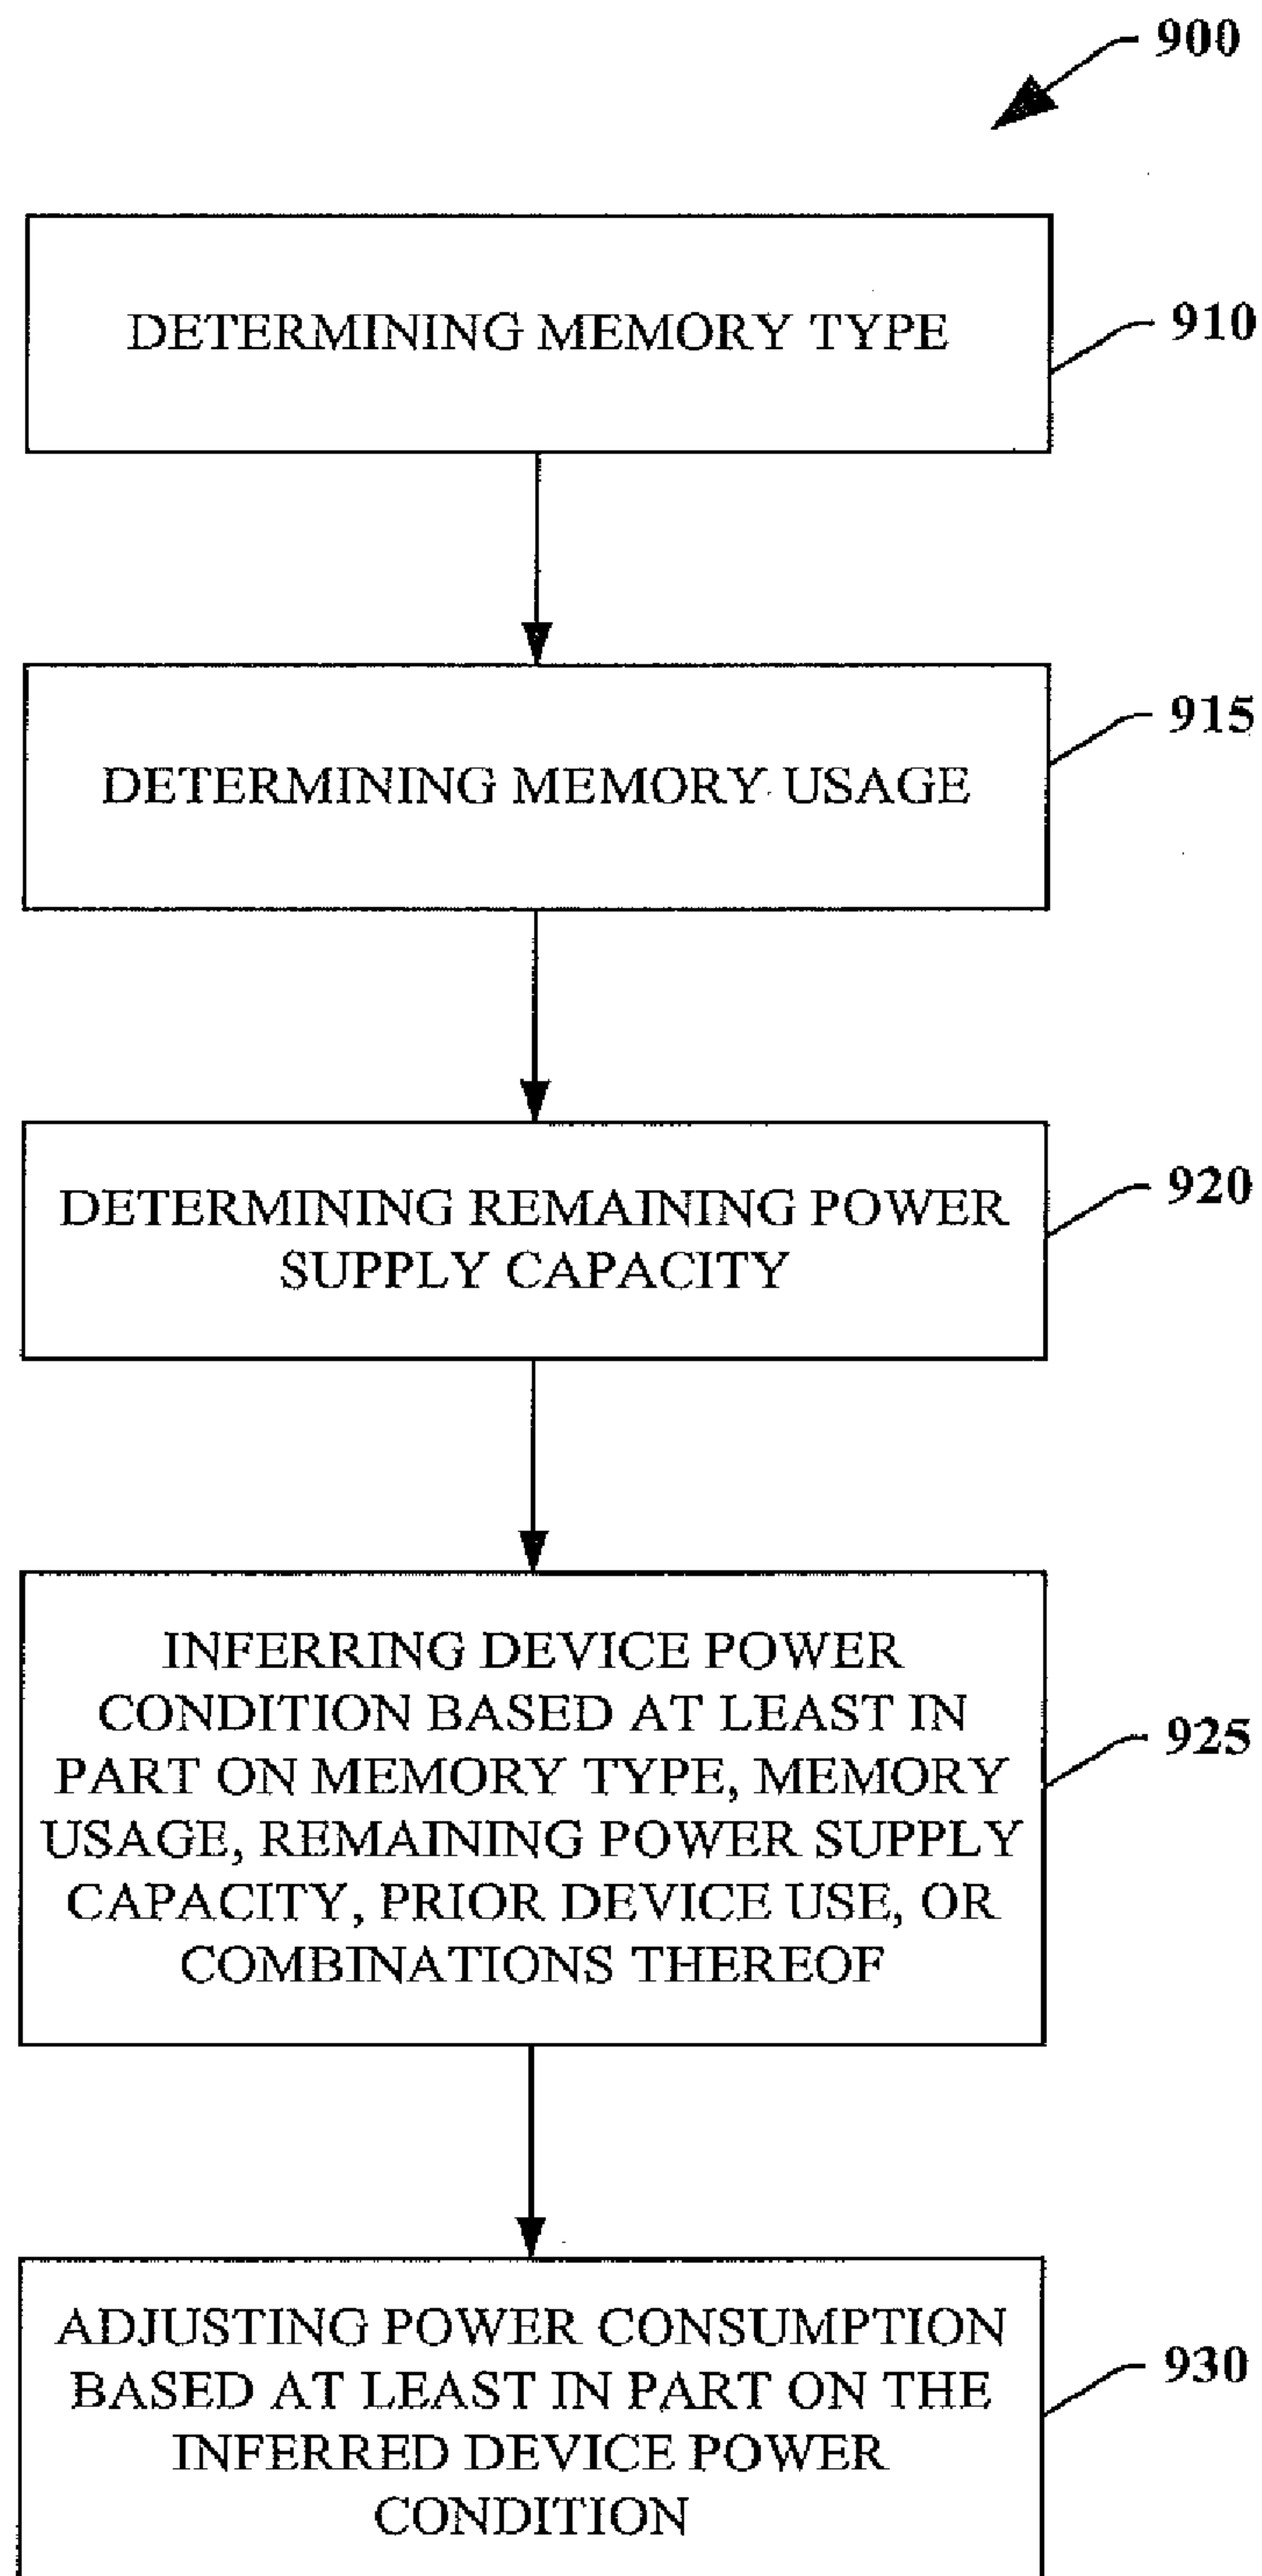 900
DETERMINING MEMORY TYPE
910
DETERMINING MEMORY USAGE
915
DETERMINING REMAINING POWER
SUPPLY CAPACITY
920
INFERRING DEVICE POWER
CONDITION BASED AT LEAST IN
PART ON MEMORY TYPE, MEMORY
USAGE, REMAINING POWER SUPPLY
CAPACITY, PRIOR DEVICE USE, OR
COMBINATIONS THEREOF
925
ADJUSTING POWER CONSUMPTION
BASED AT LEAST IN PART ON THE
INFERRED DEVICE POWER
CONDITION
930